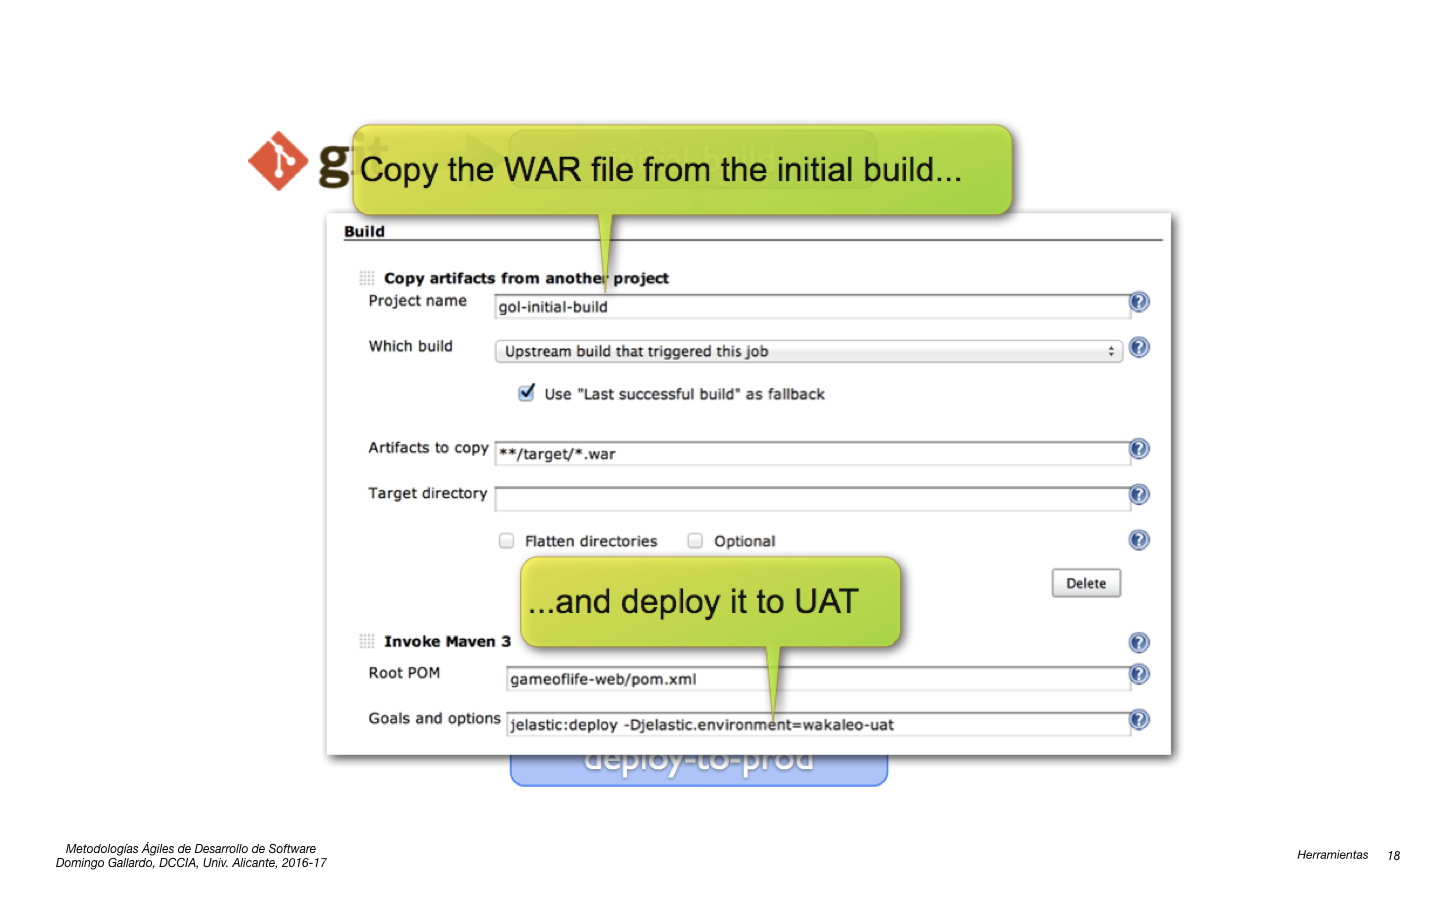 git
Copy the WAR file from the initial build...
Build
Copy artifacts from another project
Project name
gol-initial-build
Which build
Upstream build that triggered this job
Use "Last successful build" as fallback
Artifacts to copy
**/target/*.war
Target directory
Flatten directories
Optional
...and deploy it to UAT
Delete
Invoke Maven 3
Root POM
gameoflife-web/pom.xml
Goals and options
jelastic:deploy -Djelastic.environment=wakaleo-uat
deploy-to-prod
Metodologías Ágiles de Desarrollo de Software
Domingo Gallardo, DCCIA, Univ. Alicante, 2016-17
Herramientas 18